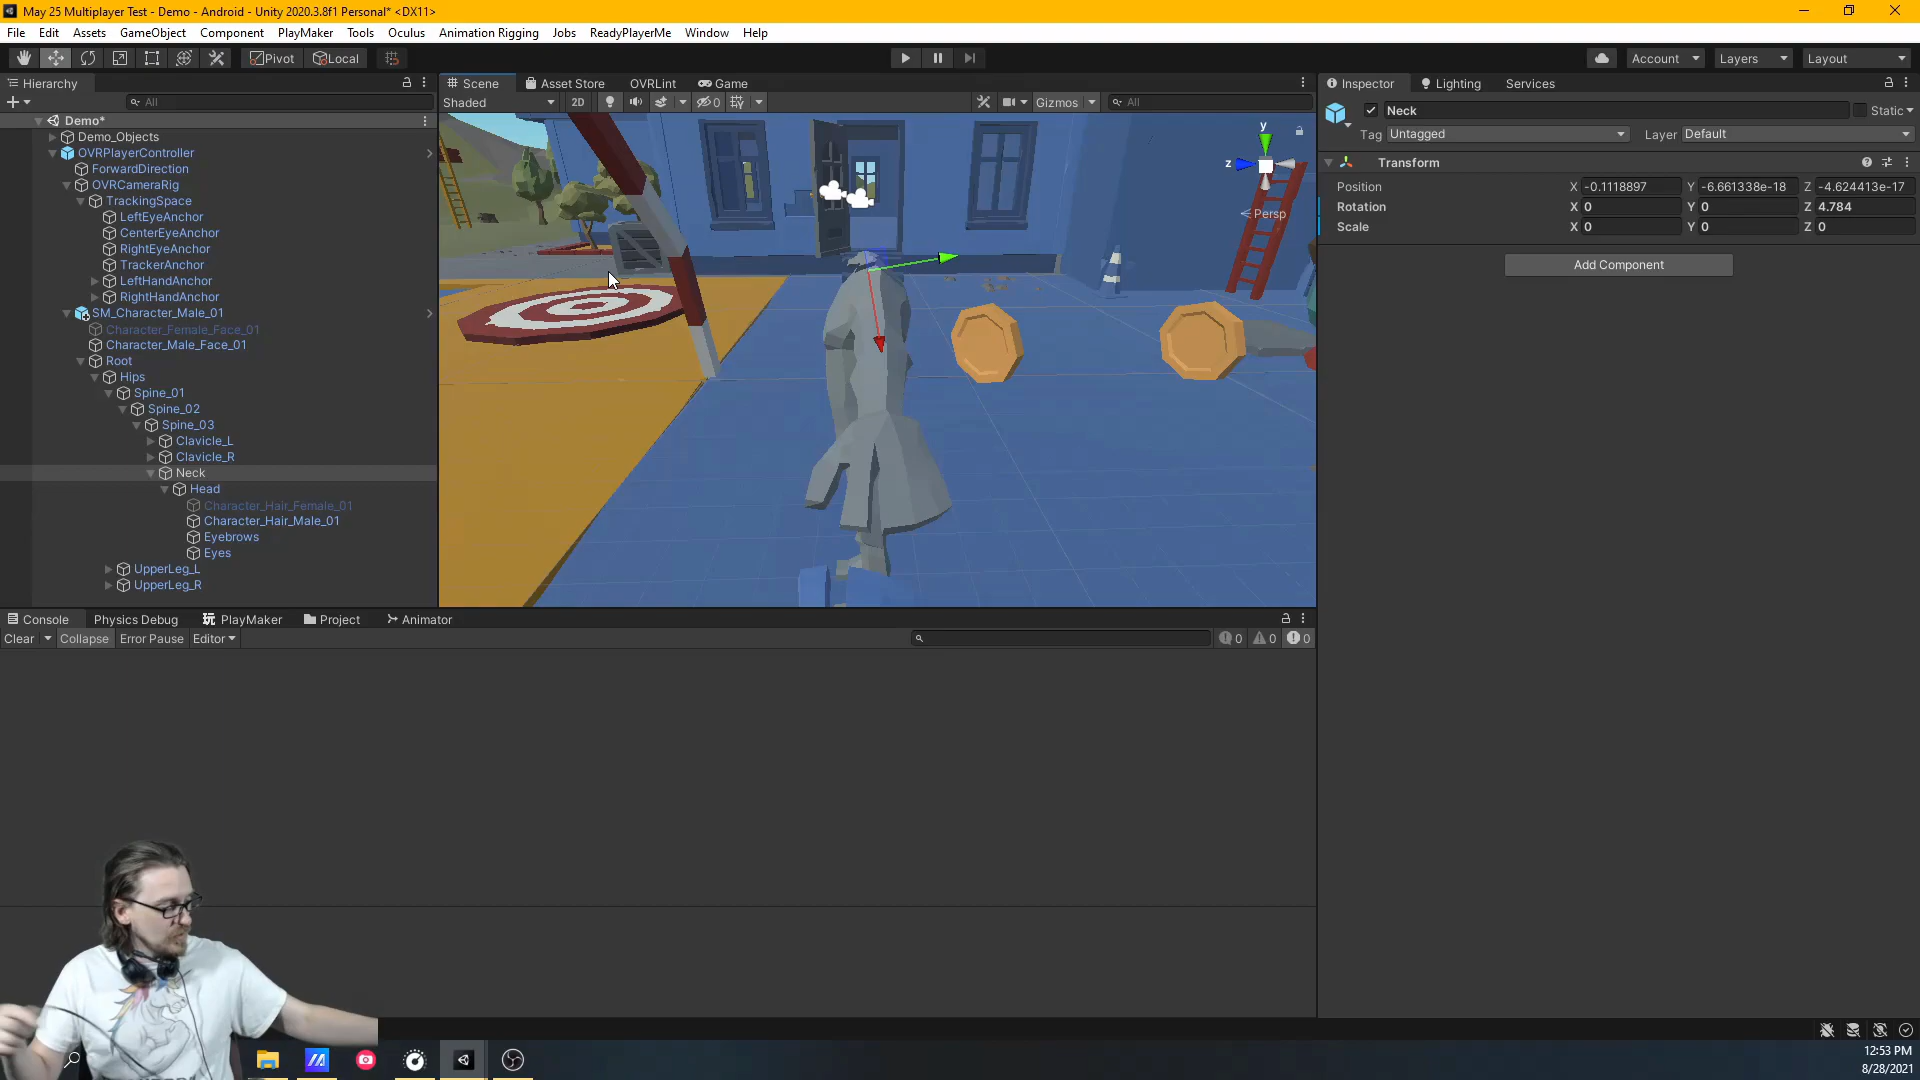 May 25 Multiplayer Test - Demo - Android - Unity 2020.3.8f1 Personal* <DX11>
File Edit Assets GameObject Component PlayMaker Tools Oculus Animation Rigging Jobs ReadyPlayerMe Window Help
Pivot Local Account Layers Layout
Hierarchy
All
Demo*
Demo_Objects
OVRPlayerController
ForwardDirection
OVRCameraRig
TrackingSpace
LeftEyeAnchor
CenterEyeAnchor
RightEyeAnchor
TrackerAnchor
LeftHandAnchor
RightHandAnchor
SM_Character_Male_01
Character_Female_Face_01
Character_Male_Face_01
Root
Hips
Spine_01
Spine_02
Spine_03
Clavicle_L
Clavicle_R
Neck
Head
Character_Hair_Female_01
Character_Hair_Male_01
Eyebrows
Eyes
UpperLeg_L
UpperLeg_R
Scene Asset Store OVRLint Game
Shaded 2D 0 Gizmos All
y
z
Persp
Inspector Lighting Services
Neck Static
Tag Untagged Layer Default
Transform
Position X -0.1118897 Y -6.661338e-18 Z -4.624413e-17
Rotation X 0 Y 0 Z 4.784
Scale X 0 Y 0 Z 0
Add Component
Console Physics Debug PlayMaker Project Animator
Clear Collapse Error Pause Editor 0 0 0
12:53 PM
8/28/2021